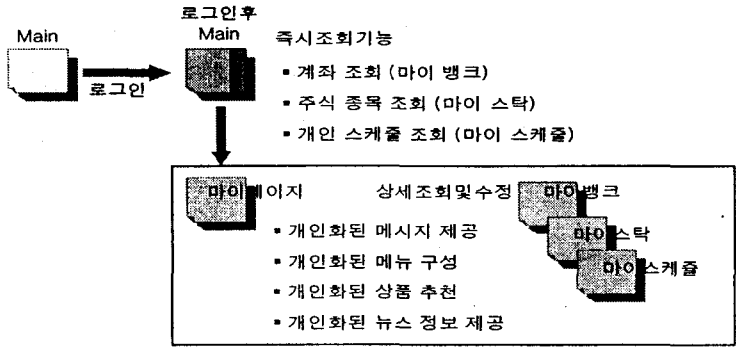 Main
로그인
로그인후
Main
즉시조회기능
▪ 계좌 조회 (마이 뱅크)
▪ 주식 종목 조회 (마이 스탁)
▪ 개인 스케쥴 조회 (마이 스케쥴)
마이페이지
상세조회및수정
마이뱅크
마이스탁
마이스케쥴
▪ 개인화된 메시지 제공
▪ 개인화된 메뉴 구성
▪ 개인화된 상품 추천
▪ 개인화된 뉴스 정보 제공